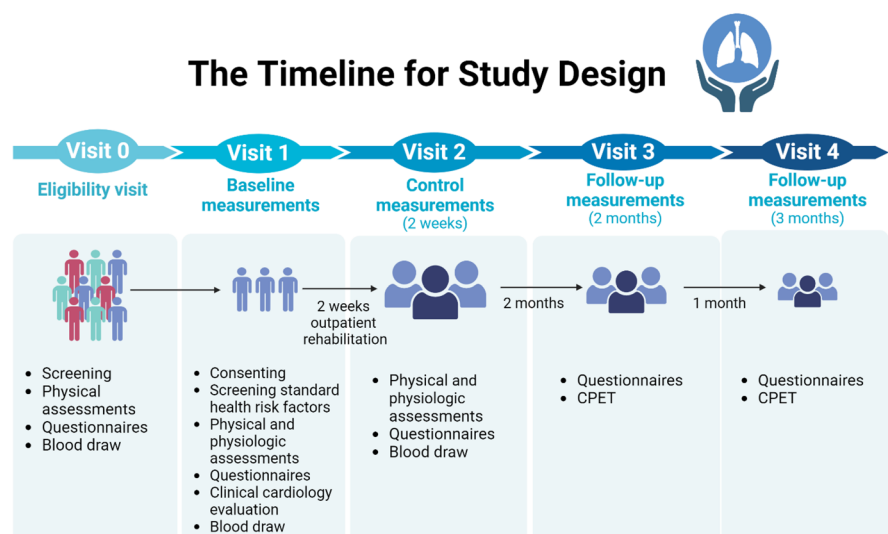 The Timeline for Study Design
Visit 0
Visit 1
Visit 2
Visit 3
Visit 4
Eligibility visit
Baseline
measurements
Control
measurements
(2 weeks)
Follow-up
measurements
(2 months)
Follow-up
measurements
(3 months)
2 weeks
outpatient
rehabilitation
2 months
1 month
• Screening
• Physical
assessments
• Questionnaires
• Blood draw
• Consenting
• Screening standard
health risk factors
• Physical and
physiologic
assessments
• Questionnaires
• Clinical cardiology
evaluation
• Blood draw
• Physical and
physiologic
assessments
• Questionnaires
• Blood draw
• Questionnaires
• CPET
• Questionnaires
• CPET